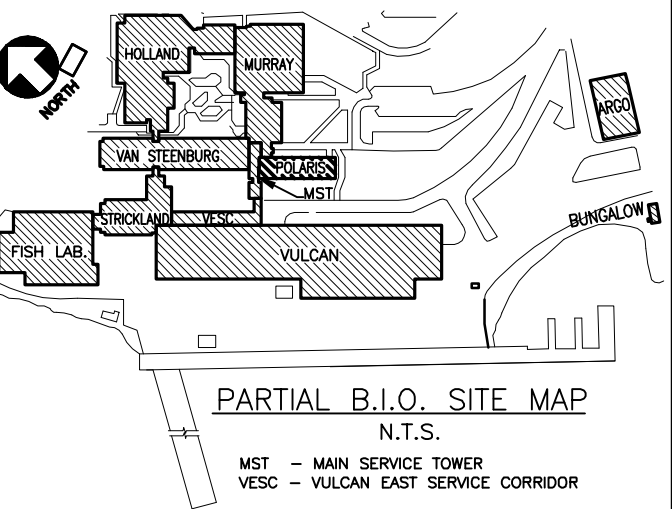 HOLLAND
MURRAY
NORTH
ARGO
VAN STEENBURG
POLARIS
MST
STRICKLAND
VESC
BUNGALOW
FISH LAB.
VULCAN
PARTIAL B.I.O. SITE MAP
N.T.S.
MST – MAIN SERVICE TOWER
VESC – VULCAN EAST SERVICE CORRIDOR